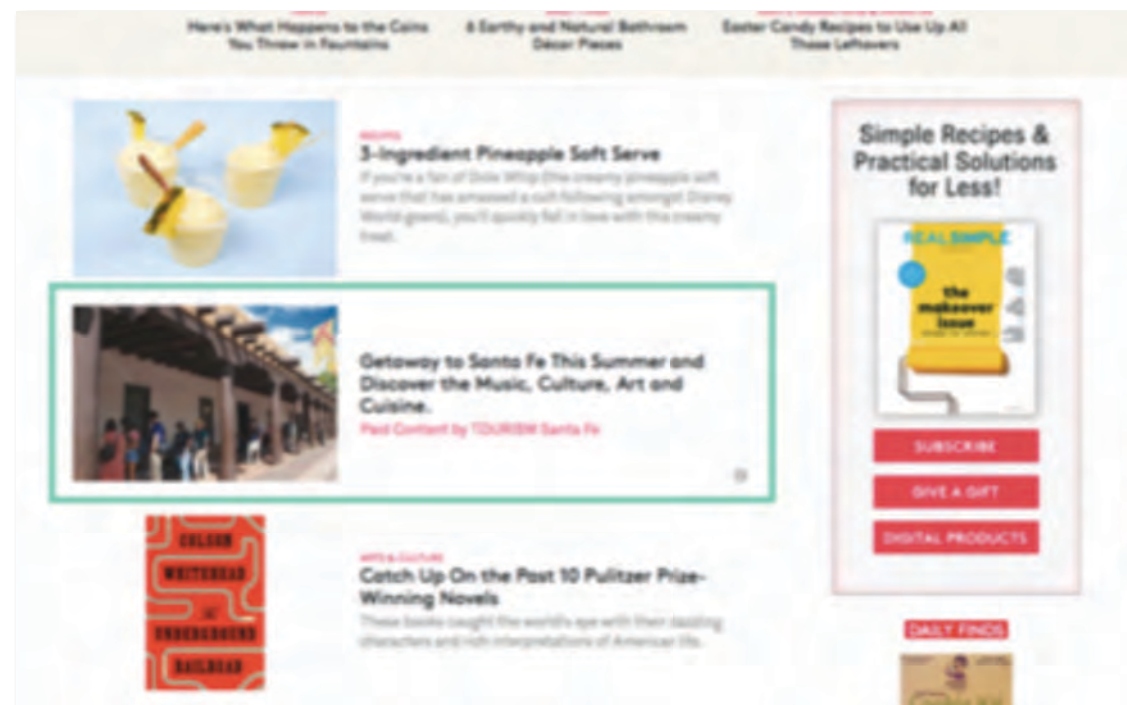 Here's What Happens to the Coins
You Threw in Fountains
6 Earthy and Natural Bathroom
Décor Pieces
Easter Candy Recipes to Use Up All
Those Leftovers
RECIPES
3-Ingredient Pineapple Soft Serve
If you're a fan of Dole Whip (the creamy pineapple soft
serve that has amassed a cult following amongst Disney
World-goers), you'll quickly fall in love with this creamy
treat.
Getaway to Santa Fe This Summer and
Discover the Music, Culture, Art and
Cuisine.
Paid Content by TOURISM Santa Fe
COLSON
WHITEHEAD
UNDERGROUND
RAILROAD
ARTS & CULTURE
Catch Up On the Past 10 Pulitzer Prize-
Winning Novels
These books caught the world's eye with their dazzling
characters and rich interpretations of American life.
Simple Recipes &
Practical Solutions
for Less!
REALSIMPLE
the
makeover
issue
SUBSCRIBE
GIVE A GIFT
DIGITAL PRODUCTS
DAILY FINDS